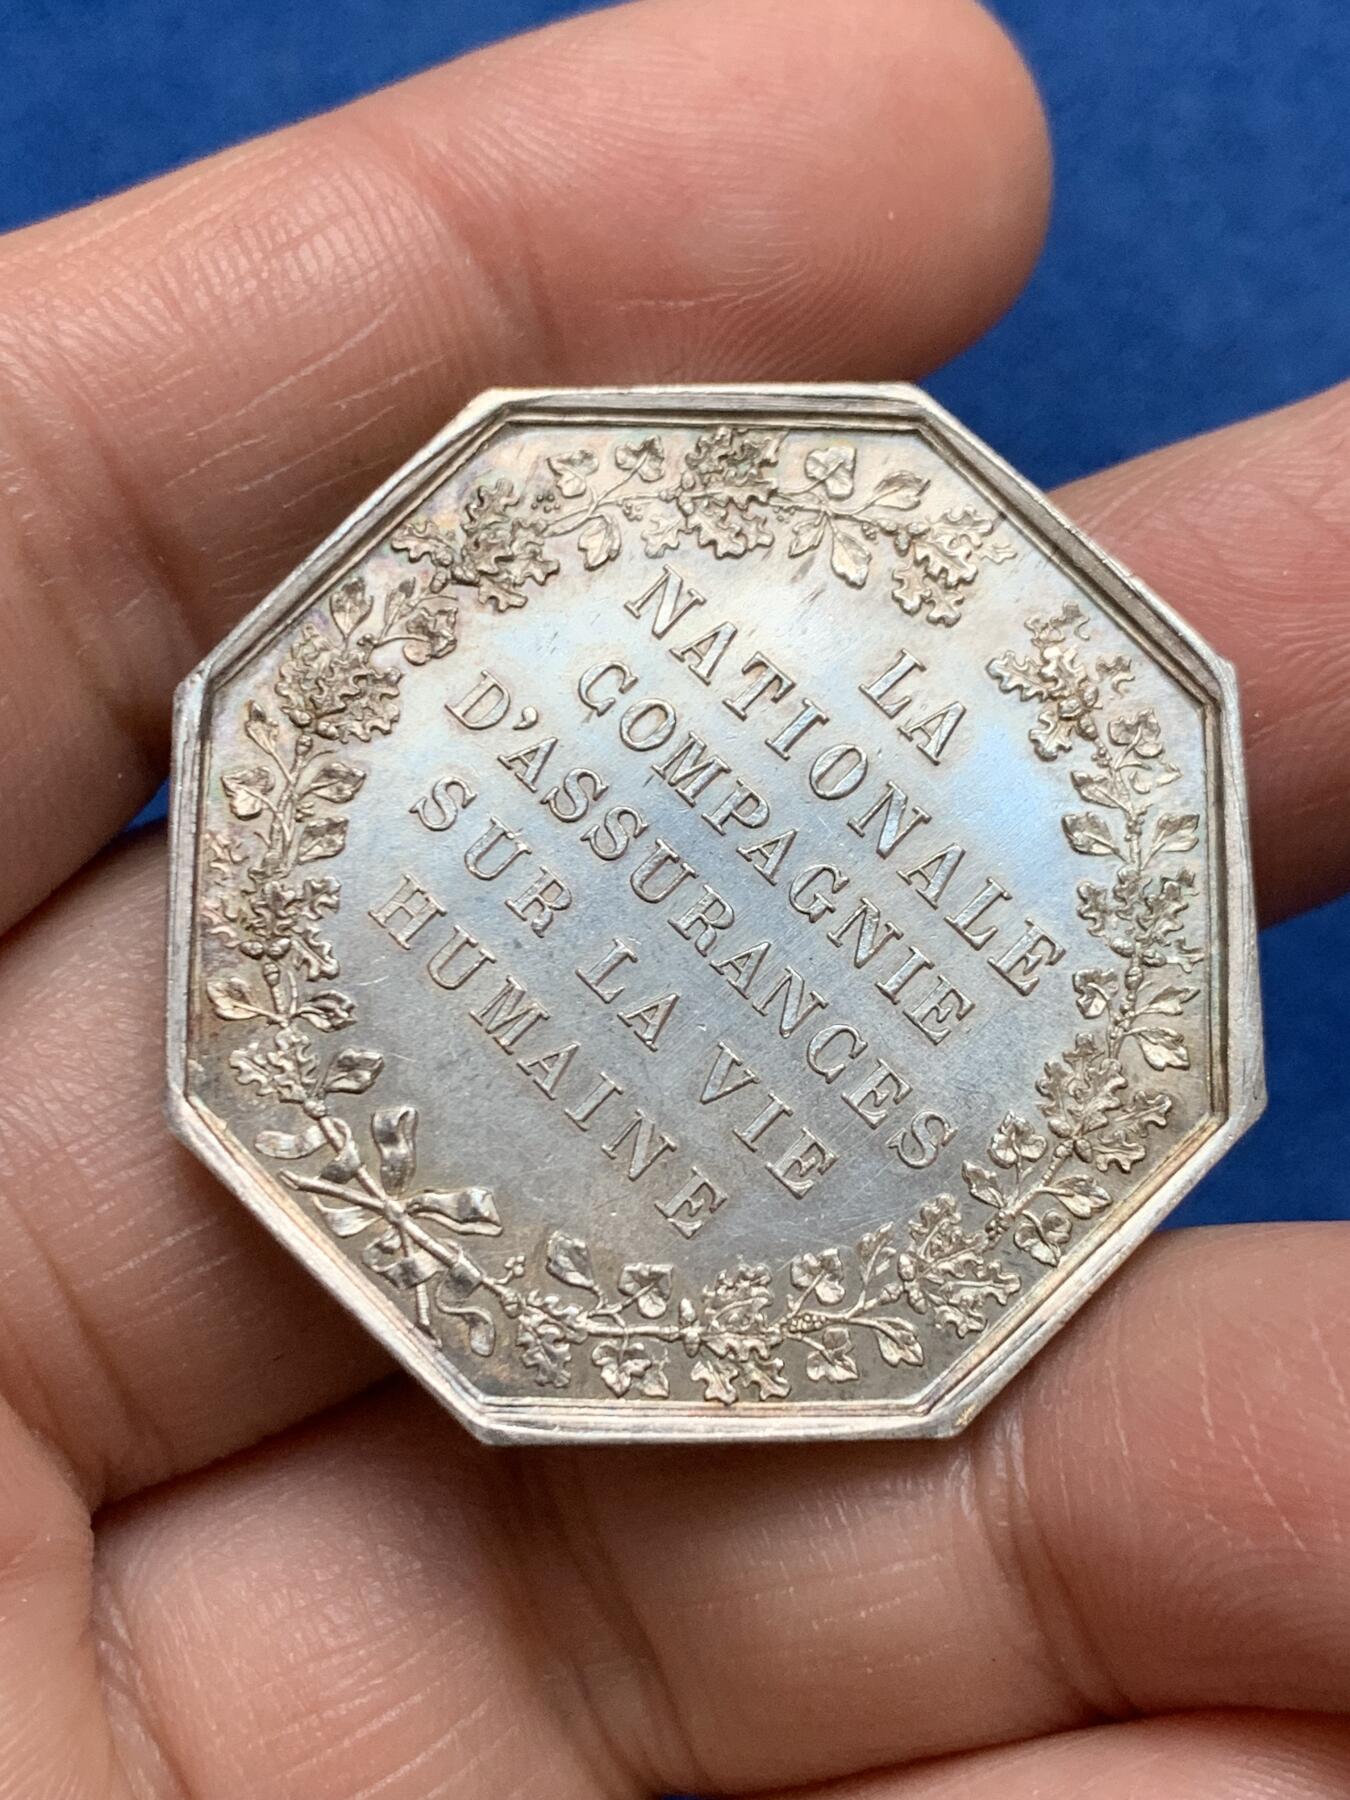 LA
NATIONALE
COMPAGNIE
D'ASSURANCES
SUR LA VIE
HUMAINE